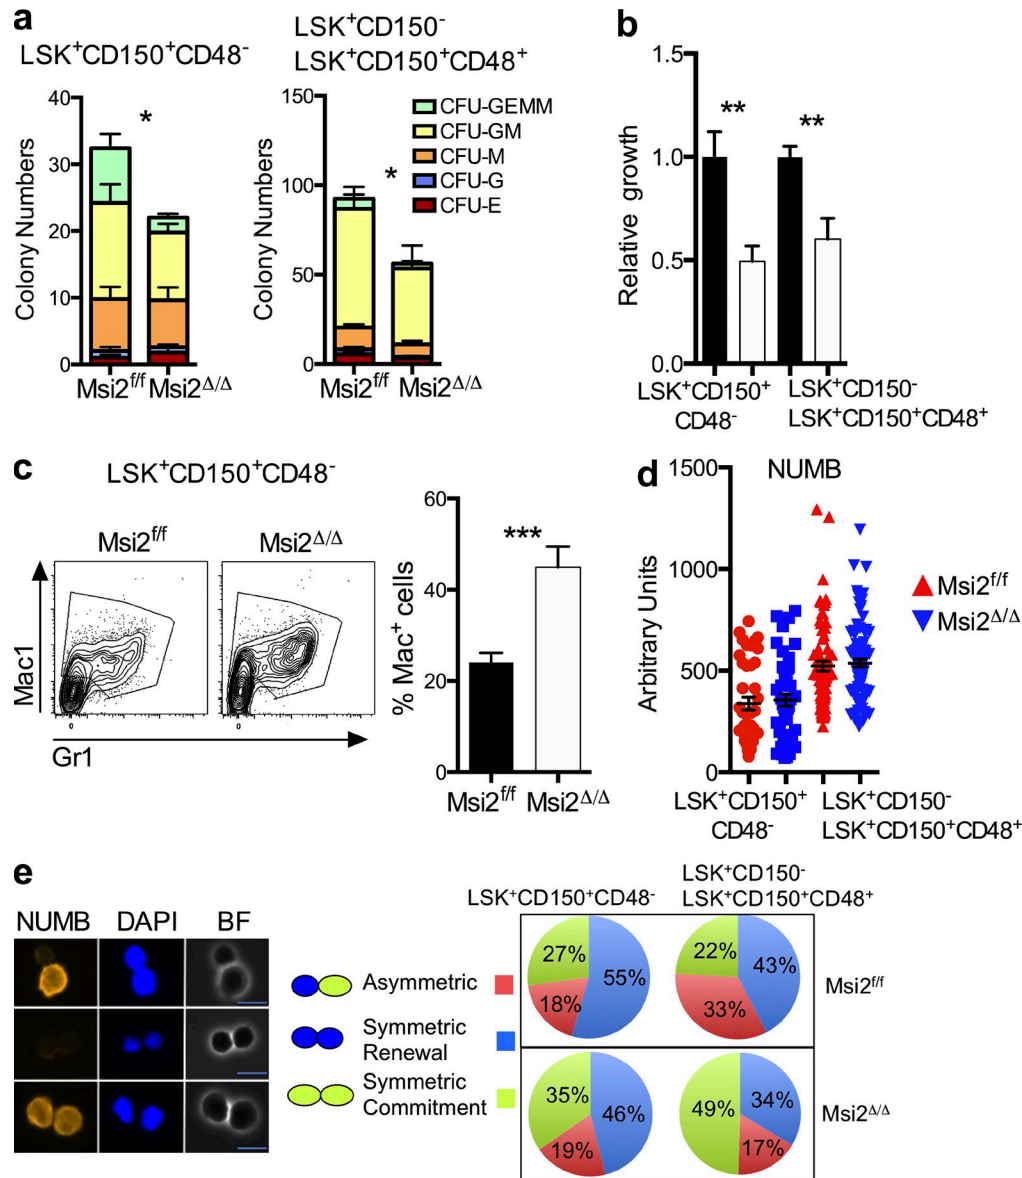 a
LSK⁺CD150⁺CD48⁻
LSK⁺CD150⁻
LSK⁺CD150⁺CD48⁺
Colony Numbers
40
30
20
10
0
Msi2f/f Msi2Δ/Δ
*
Colony Numbers
150
100
50
0
Msi2f/f Msi2Δ/Δ
*
CFU-GEMM
CFU-GM
CFU-M
CFU-G
CFU-E
b
Relative growth
1.5
1.0
0.5
0.0
** **
LSK⁺CD150⁺
CD48⁻
LSK⁺CD150⁻
LSK⁺CD150⁺CD48⁺
c
LSK⁺CD150⁺CD48⁻
Msi2f/f Msi2Δ/Δ
Mac1
0 0
Gr1
% Mac⁺ cells
60
40
20
0
***
Msi2f/f Msi2Δ/Δ
d
NUMB
Arbitrary Units
1500
1000
500
0
Msi2f/f
Msi2Δ/Δ
LSK⁺CD150⁺
CD48⁻
LSK⁺CD150⁻
LSK⁺CD150⁺CD48⁺
e
NUMB DAPI BF
Asymmetric
Symmetric
Renewal
Symmetric
Commitment
LSK⁺CD150⁺CD48⁻
LSK⁺CD150⁻
LSK⁺CD150⁺CD48⁺
27% 55% 18%
22% 43% 33%
Msi2f/f
35% 46% 19%
49% 34% 17%
Msi2Δ/Δ